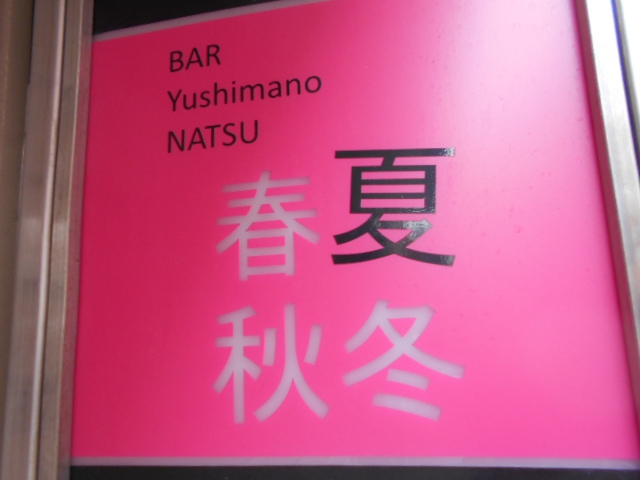 BAR
Yushimano
NATSU
春夏
秋冬